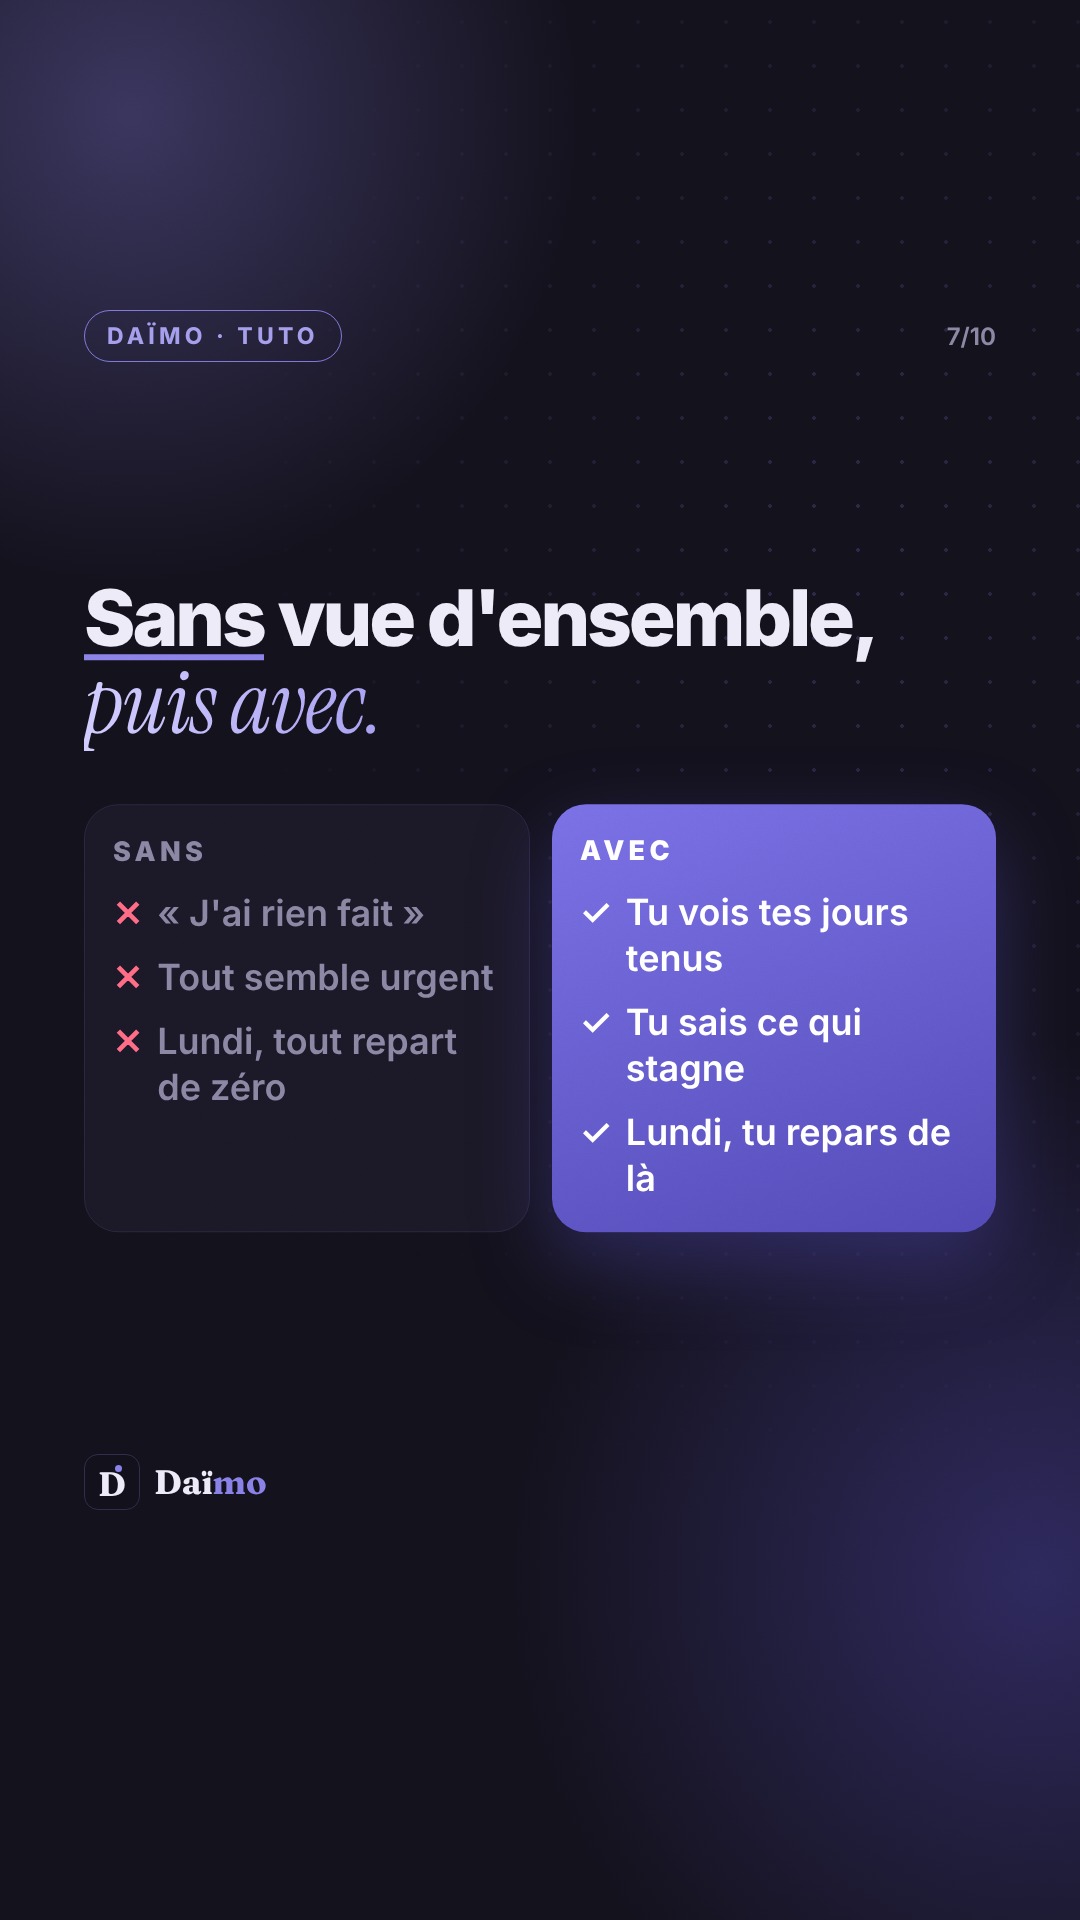 DAÏMO · TUTO
7/10
Sans vue d'ensemble,
puis avec.
SANS
✕ « J'ai rien fait »
✕ Tout semble urgent
✕ Lundi, tout repart
de zéro
AVEC
✓ Tu vois tes jours
tenus
✓ Tu sais ce qui
stagne
✓ Lundi, tu repars de
là
D Daïmo